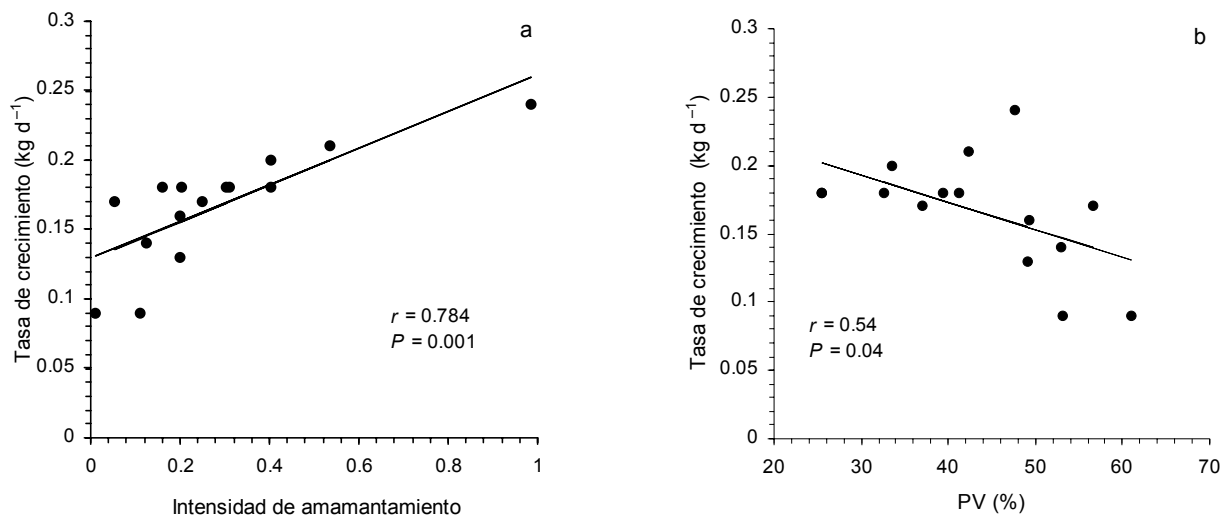 a
Tasa de crecimiento (kg d⁻¹)
0.3
0.25
0.2
0.15
0.1
0.05
0
r = 0.784
P = 0.001
0 0.2 0.4 0.6 0.8 1
Intensidad de amamantamiento
b
Tasa de crecimiento (kg d⁻¹)
0.3
0.25
0.2
0.15
0.1
0.05
0
r = 0.54
P = 0.04
20 30 40 50 60 70
PV (%)